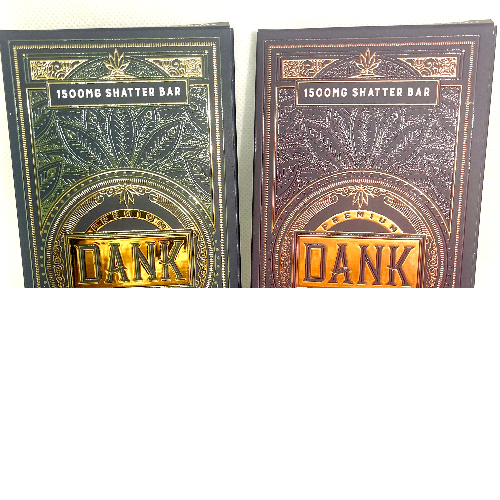 1500MG SHATTER BAR
PREMIUM
DANK
1500MG SHATTER BAR
PREMIUM
DANK